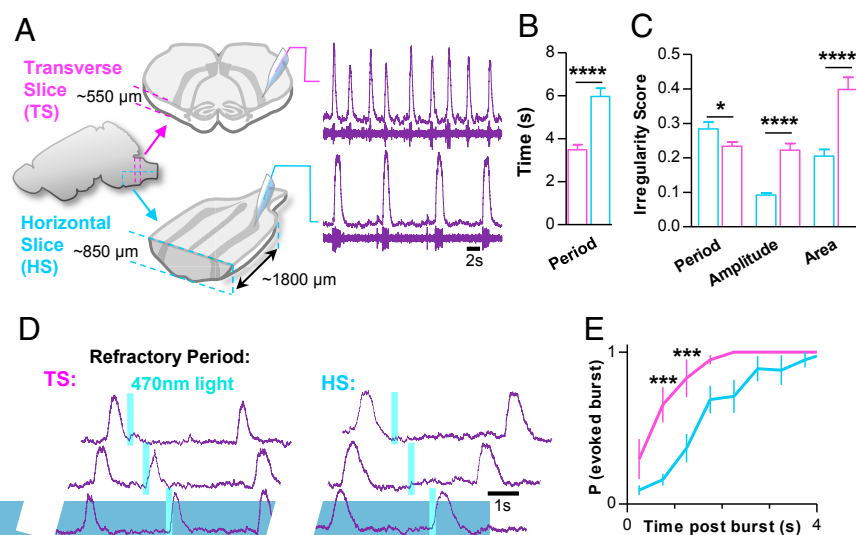 A
Transverse
Slice
(TS)
~550 µm
Horizontal
Slice
(HS)
~850 µm
~1800 µm
2s
B
Time (s)
8
6
4
2
0
****
Period
C
Irregularity Score
0.5
0.4
0.3
0.2
0.1
0.0
*
****
****
Period
Amplitude
Area
D
Refractory Period:
TS:
470nm light
HS:
1s
E
P (evoked burst)
1
0
***
***
0
Time post burst (s)
4